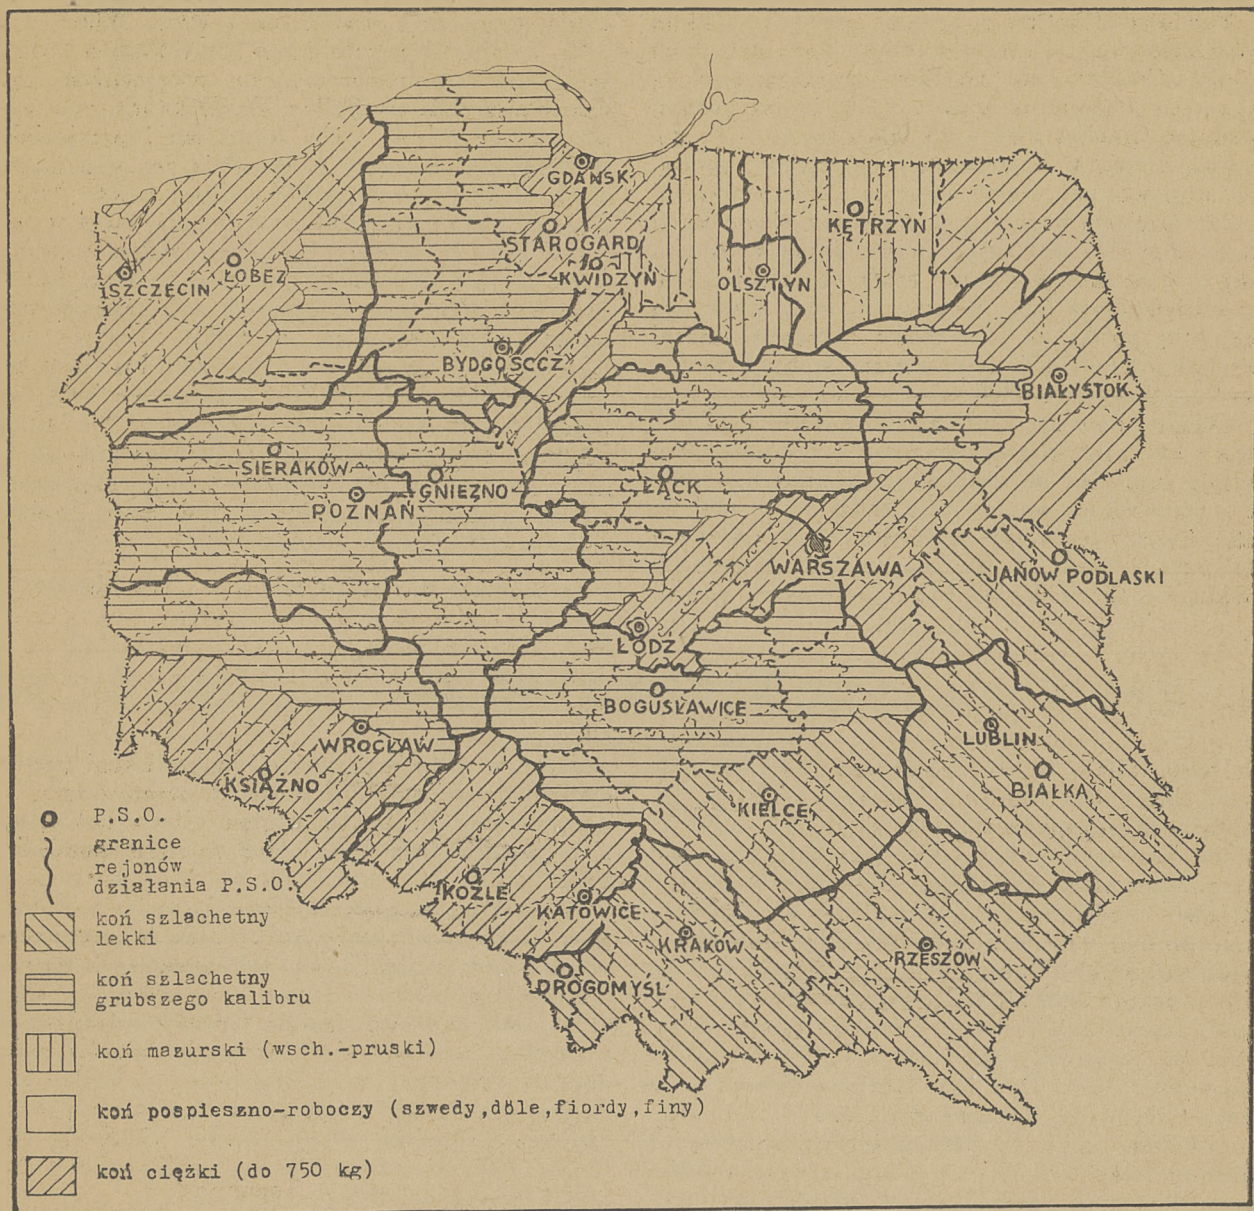 GDAŃSK
KĘTRZYŃ
STAROGARD
KWIDZYŃ
OLSZTYN
SZCZECIN
ŁOBEZ
BYDGOSCCZ
BIAŁYSTOK
SIERAKÓW
GNIEZNO
ŁĄCK
POZNAŃ
WARSZAWA
JANÓW PODLASKI
ŁÓDŹ
BOGUSŁAWICE
LUBLIN
WROCŁAW
KSIĄŻNO
BIAŁKA
KIELCE
KOŹLE
KATOWICE
KRAKÓW
RZESZÓW
DROGOMYŚL
P.S.O.
granice
rejonów
działania P.S.O.
koń szlachetny
lekki
koń szlachetny
grubszego kalibru
koń mazurski (wsch.-pruski)
koń pospieszno-roboczy (szwedy,döle,fiordy,finy)
koń ciężki (do 750 kg)